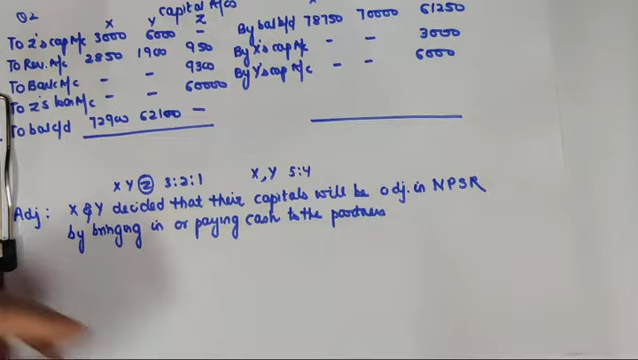 Q2 Capital A/cs
X Y Z
To Z's cap A/c 3000 6000 - By bal b/d 78750 70000 61250
To Rev. A/c 2850 1900 950 By X's cap A/c - - 3000
To Bank A/c - - 9300 By Y's cap A/c - - 6000
To Z's loan A/c - - 60000
To bal c/d 72900 62100 -
X Y Z 3:2:1 X, Y 5:4
Adj: X & Y decided that their capitals will be adj. in NPSR
by bringing in or paying cash to the partners